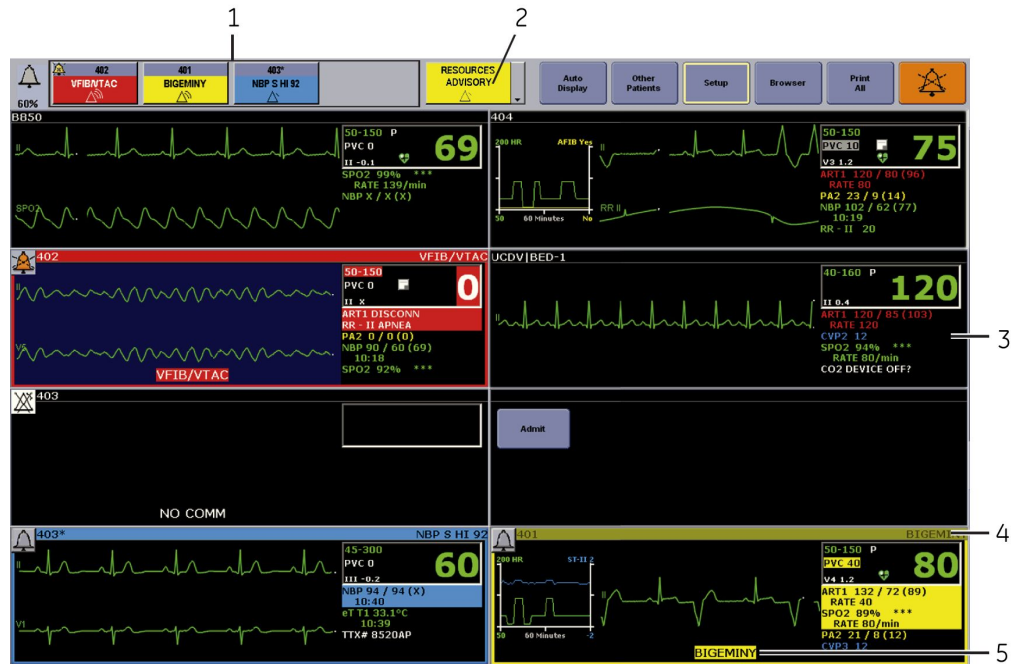 1
2
402
VFIB/VTAC
401
BIGEMINY
403*
NBP S HI 92
RESOURCES
ADVISORY
Auto
Display
Other
Patients
Setup
Browser
Print
All
60%
B850
II
50-150 P
PVC 0
II -0.1
69
SPO2 99% ***
RATE 139/min
NBP X / X (X)
SPO2
404
200 HR
AFIB Yes
50
60 Minutes
No
II
RR II
50-150
PVC 10
V3 1.2
75
ART1 120 / 80 (96)
RATE 80
PA2 23 / 9 (14)
NBP 102 / 62 (77)
10:19
RR - II 20
402
VFIB/VTAC
II
V5
50-150
PVC 0
II X
0
ART1 DISCONN
RR - II APNEA
PA2 0 / 0 (0)
NBP 90 / 60 (69)
10:18
SPO2 92% ***
VFIB/VTAC
UCDV|BED-1
II
40-160 P
II 0.4
120
ART1 120 / 85 (103)
RATE 120
CVP2 12
SPO2 94% ***
RATE 80/min
CO2 DEVICE OFF?
3
403
NO COMM
Admit
403*
NBP S HI 92
II
V1
45-300
PVC 0
III -0.2
60
NBP 94 / 94 (X)
10:40
eT T1 33.1°C
10:39
TTX# 8520AP
401
BIGEMINY
4
200 HR
ST-II 2
50
60 Minutes
-2
II
50-150 P
PVC 40
V4 1.2
80
ART1 132 / 72 (89)
RATE 40
SPO2 89% ***
RATE 80/min
PA2 21 / 8 (12)
CVP3 12
BIGEMINY
5